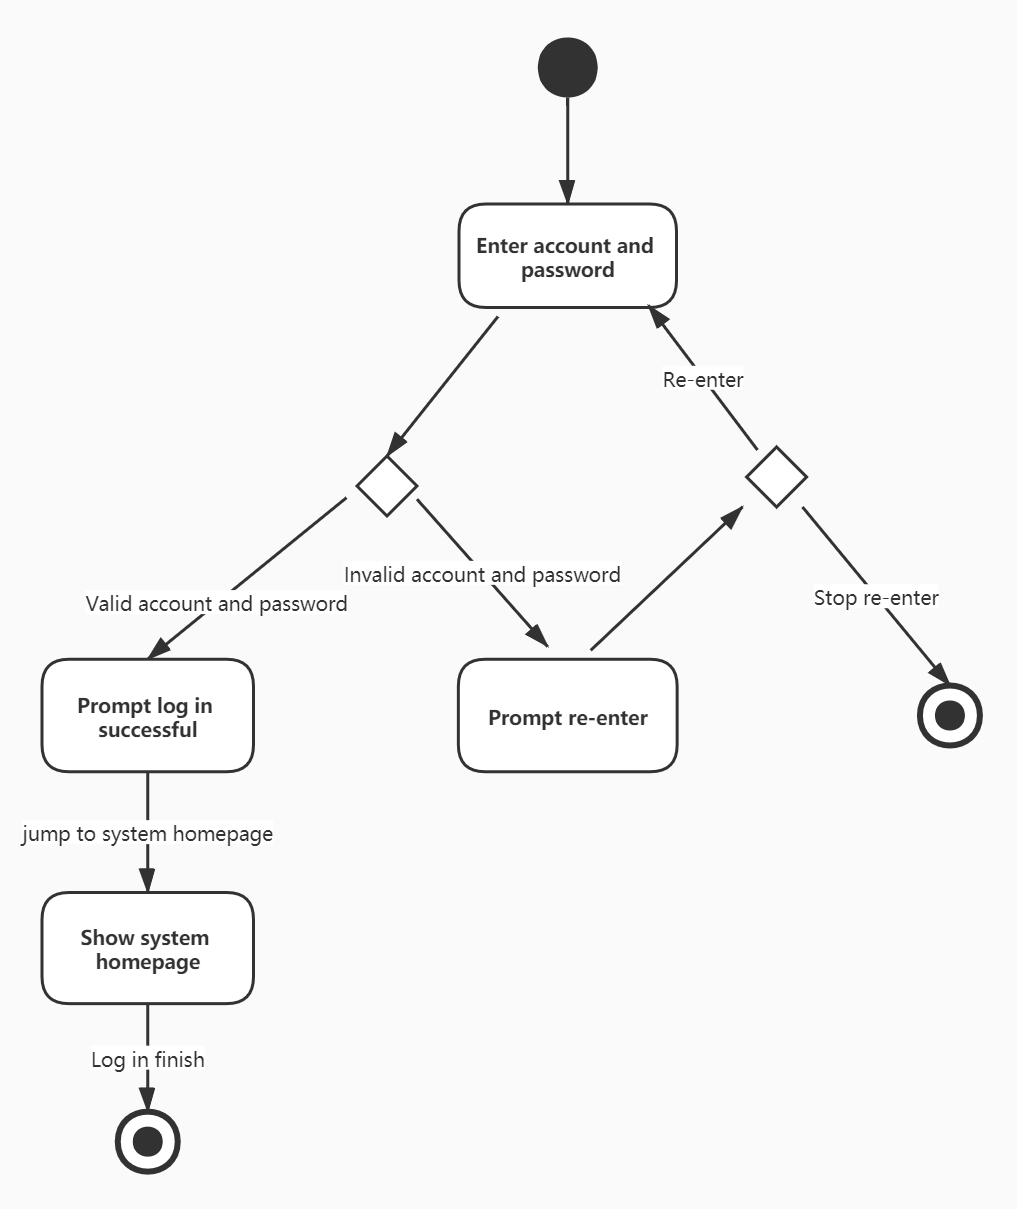 Enter account and
password
Re-enter
Invalid account and password
Valid account and password
Stop re-enter
Prompt log in
successful
Prompt re-enter
jump to system homepage
Show system
homepage
Log in finish